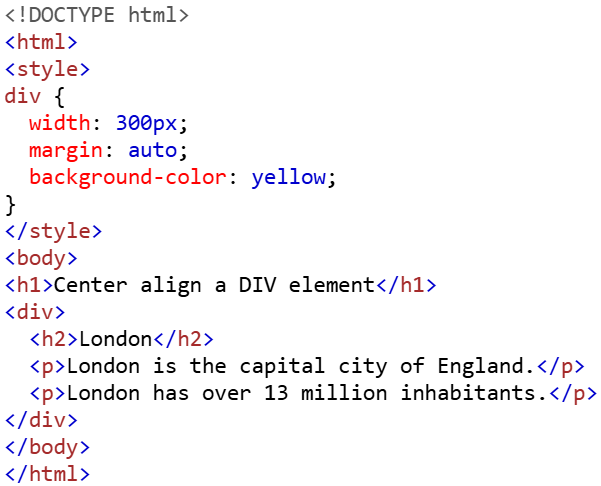 <!DOCTYPE html>
<html>
<style>
div {
  width: 300px;
  margin: auto;
  background-color: yellow;
}
</style>
<body>
<h1>Center align a DIV element</h1>
<div>
  <h2>London</h2>
  <p>London is the capital city of England.</p>
  <p>London has over 13 million inhabitants.</p>
</div>
</body>
</html>